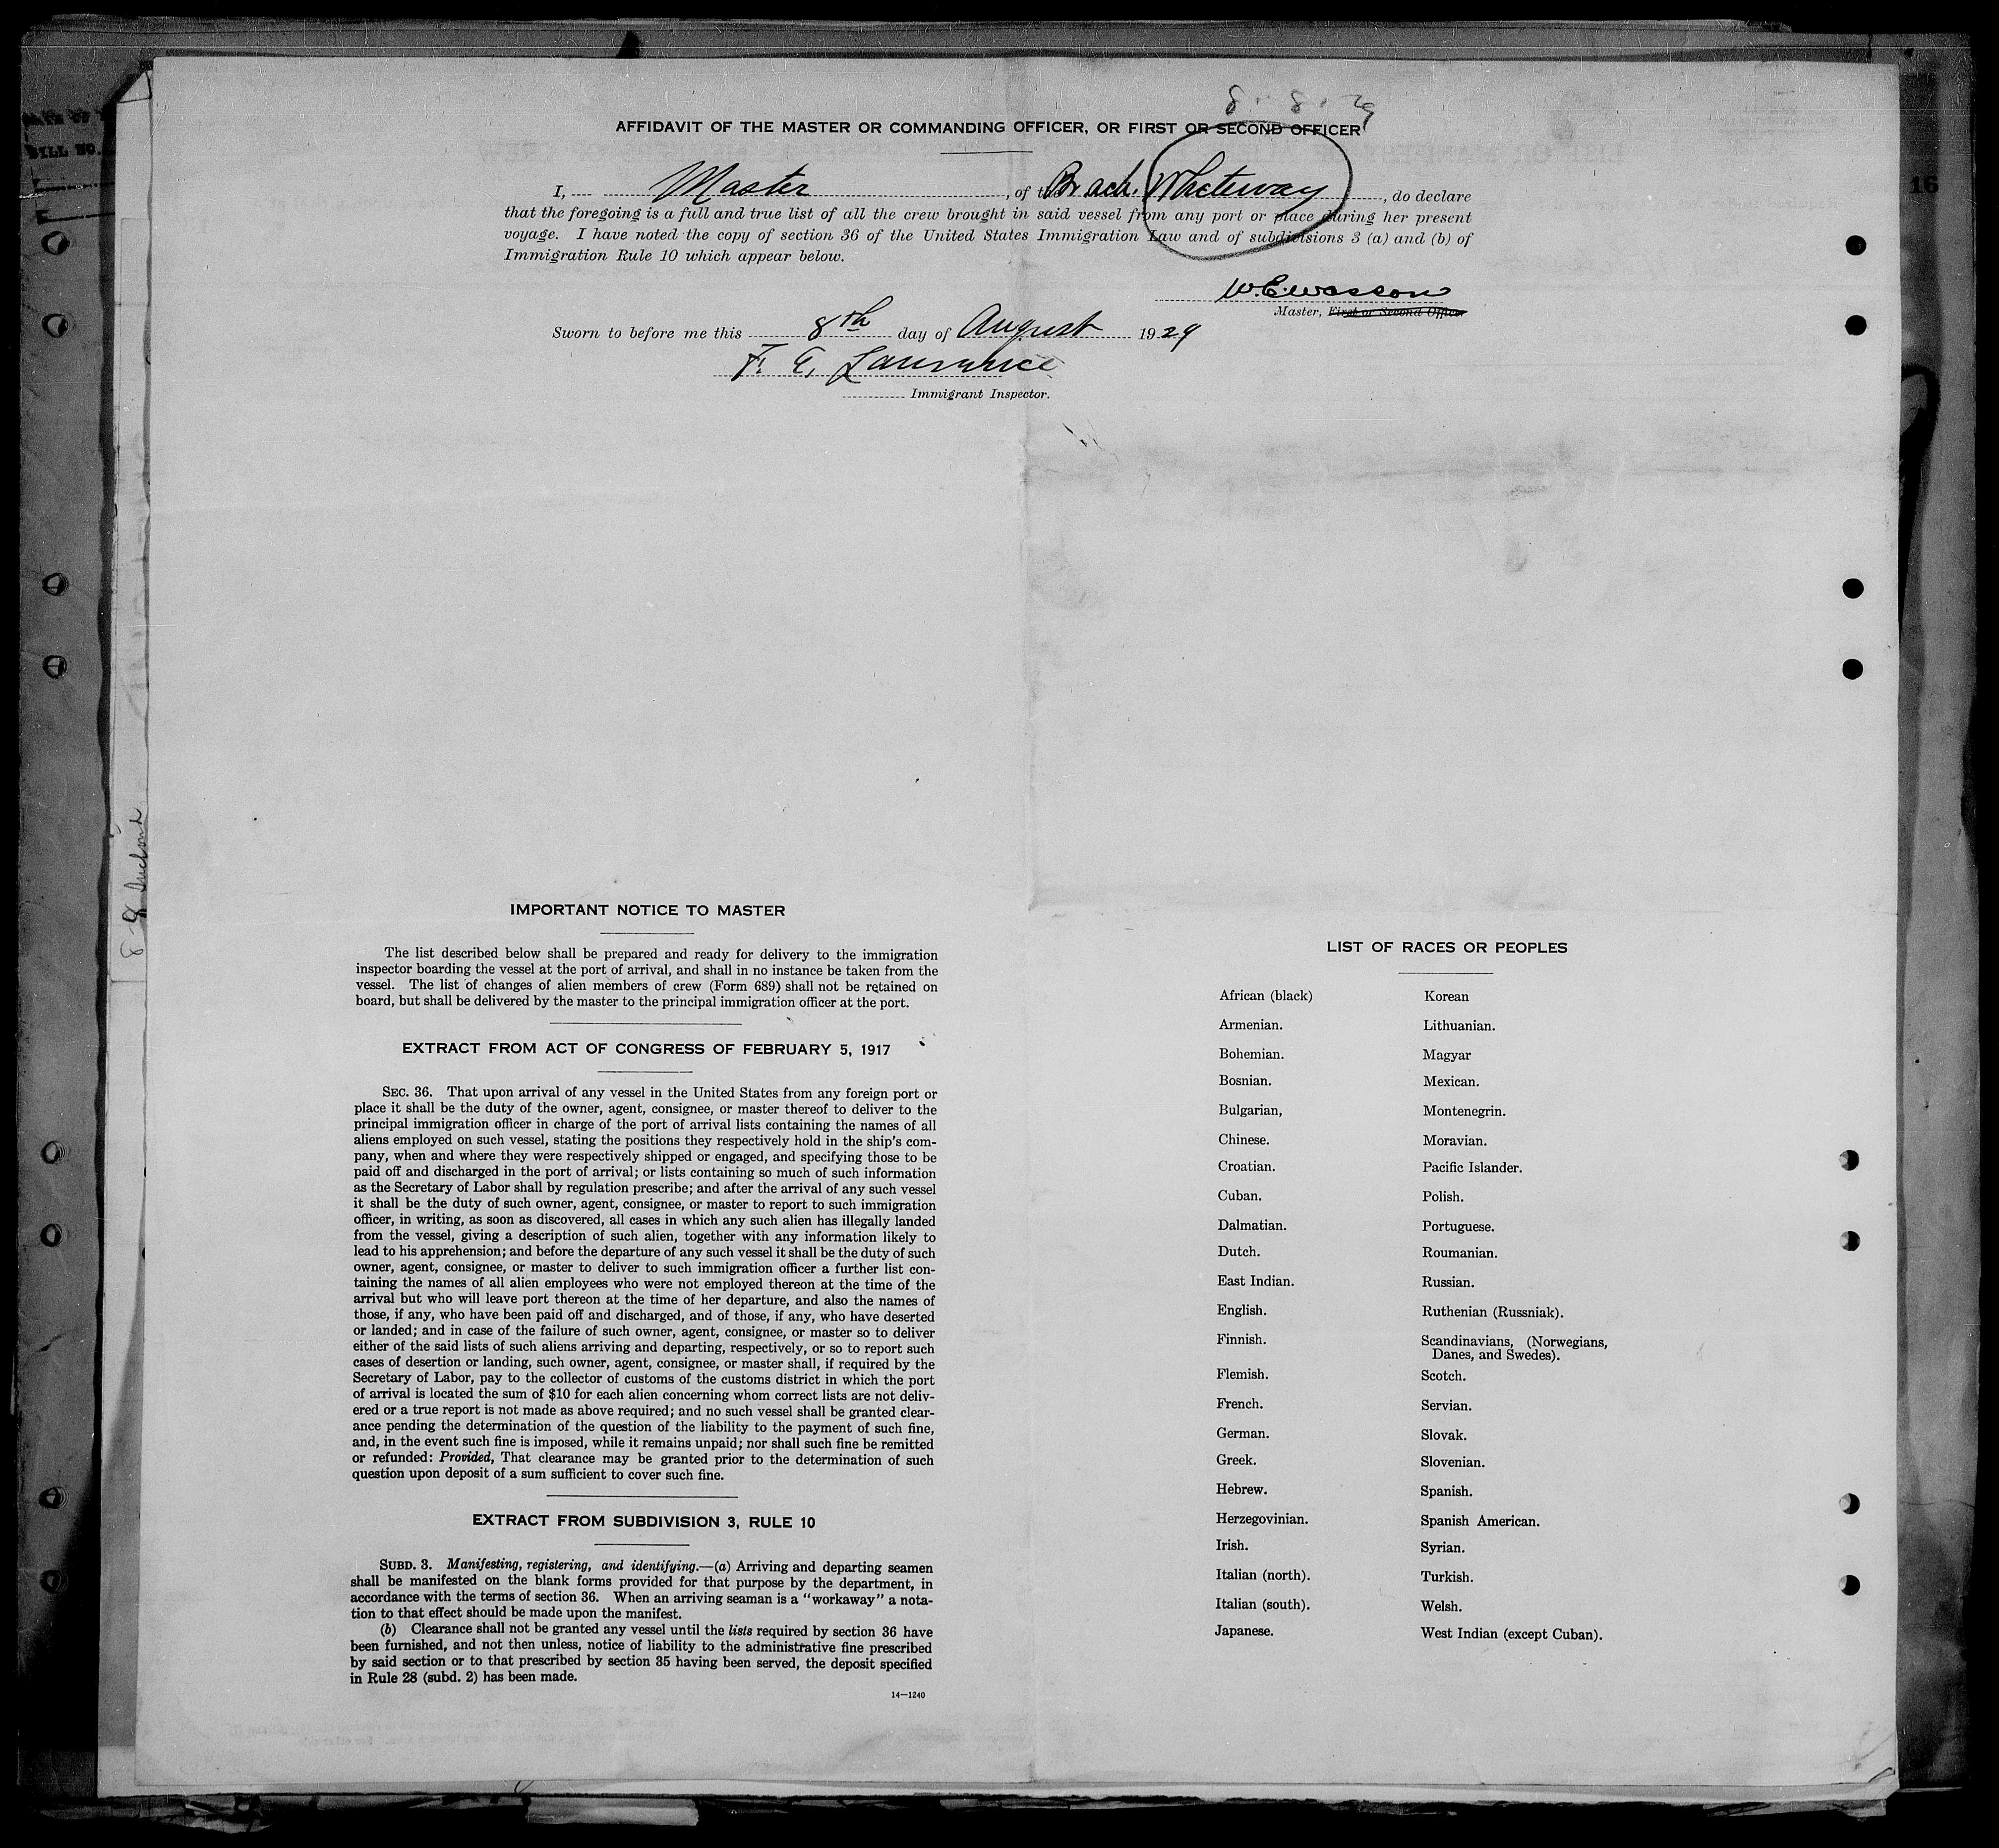 8 . 8 . 29
AFFIDAVIT OF THE MASTER OR COMMANDING OFFICER, OR FIRST OR SECOND OFFICER
I, Master, of the Br ach. Whiteway, do declare
that the foregoing is a full and true list of all the crew brought in said vessel from any port or place during her present
voyage. I have noted the copy of section 36 of the United States Immigration Law and of subdivisions 3 (a) and (b) of
Immigration Rule 10 which appear below.
W. E. Wasson
Master, First or Second Officer
Sworn to before me this 8th day of August 1929
F. E. Lawrence
Immigrant Inspector.
BILL NO.
16
IMPORTANT NOTICE TO MASTER
The list described below shall be prepared and ready for delivery to the immigration
inspector boarding the vessel at the port of arrival, and shall in no instance be taken from the
vessel. The list of changes of alien members of crew (Form 689) shall not be retained on
board, but shall be delivered by the master to the principal immigration officer at the port.
EXTRACT FROM ACT OF CONGRESS OF FEBRUARY 5, 1917
SEC. 36. That upon arrival of any vessel in the United States from any foreign port or
place it shall be the duty of the owner, agent, consignee, or master thereof to deliver to the
principal immigration officer in charge of the port of arrival lists containing the names of all
aliens employed on such vessel, stating the positions they respectively hold in the ship's com-
pany, when and where they were respectively shipped or engaged, and specifying those to be
paid off and discharged in the port of arrival; or lists containing so much of such information
as the Secretary of Labor shall by regulation prescribe; and after the arrival of any such vessel
it shall be the duty of such owner, agent, consignee, or master to report to such immigration
officer, in writing, as soon as discovered, all cases in which any such alien has illegally landed
from the vessel, giving a description of such alien, together with any information likely to
lead to his apprehension; and before the departure of any such vessel it shall be the duty of such
owner, agent, consignee, or master to deliver to such immigration officer a further list con-
taining the names of all alien employees who were not employed thereon at the time of the
arrival but who will leave port thereon at the time of her departure, and also the names of
those, if any, who have been paid off and discharged, and of those, if any, who have deserted
or landed; and in case of the failure of such owner, agent, consignee, or master so to deliver
either of the said lists of such aliens arriving and departing, respectively, or so to report such
cases of desertion or landing, such owner, agent, consignee, or master shall, if required by the
Secretary of Labor, pay to the collector of customs of the customs district in which the port
of arrival is located the sum of $10 for each alien concerning whom correct lists are not deliv-
ered or a true report is not made as above required; and no such vessel shall be granted clear-
ance pending the determination of the question of the liability to the payment of such fine,
and, in the event such fine is imposed, while it remains unpaid; nor shall such fine be remitted
or refunded: Provided, That clearance may be granted prior to the determination of such
question upon deposit of a sum sufficient to cover such fine.
EXTRACT FROM SUBDIVISION 3, RULE 10
SUBD. 3. Manifesting, registering, and identifying.—(a) Arriving and departing seamen
shall be manifested on the blank forms provided for that purpose by the department, in
accordance with the terms of section 36. When an arriving seaman is a "workaway" a nota-
tion to that effect should be made upon the manifest.
(b) Clearance shall not be granted any vessel until the lists required by section 36 have
been furnished, and not then unless, notice of liability to the administrative fine prescribed
by said section or to that prescribed by section 35 having been served, the deposit specified
in Rule 28 (subd. 2) has been made.
14—1240
LIST OF RACES OR PEOPLES
African (black) Korean
Armenian. Lithuanian.
Bohemian. Magyar
Bosnian. Mexican.
Bulgarian, Montenegrin.
Chinese. Moravian.
Croatian. Pacific Islander.
Cuban. Polish.
Dalmatian. Portuguese.
Dutch. Roumanian.
East Indian. Russian.
English. Ruthenian (Russniak).
Finnish. Scandinavians, (Norwegians,
Danes, and Swedes).
Flemish. Scotch.
French. Servian.
German. Slovak.
Greek. Slovenian.
Hebrew. Spanish.
Herzegovinian. Spanish American.
Irish. Syrian.
Italian (north). Turkish.
Italian (south). Welsh.
Japanese. West Indian (except Cuban).